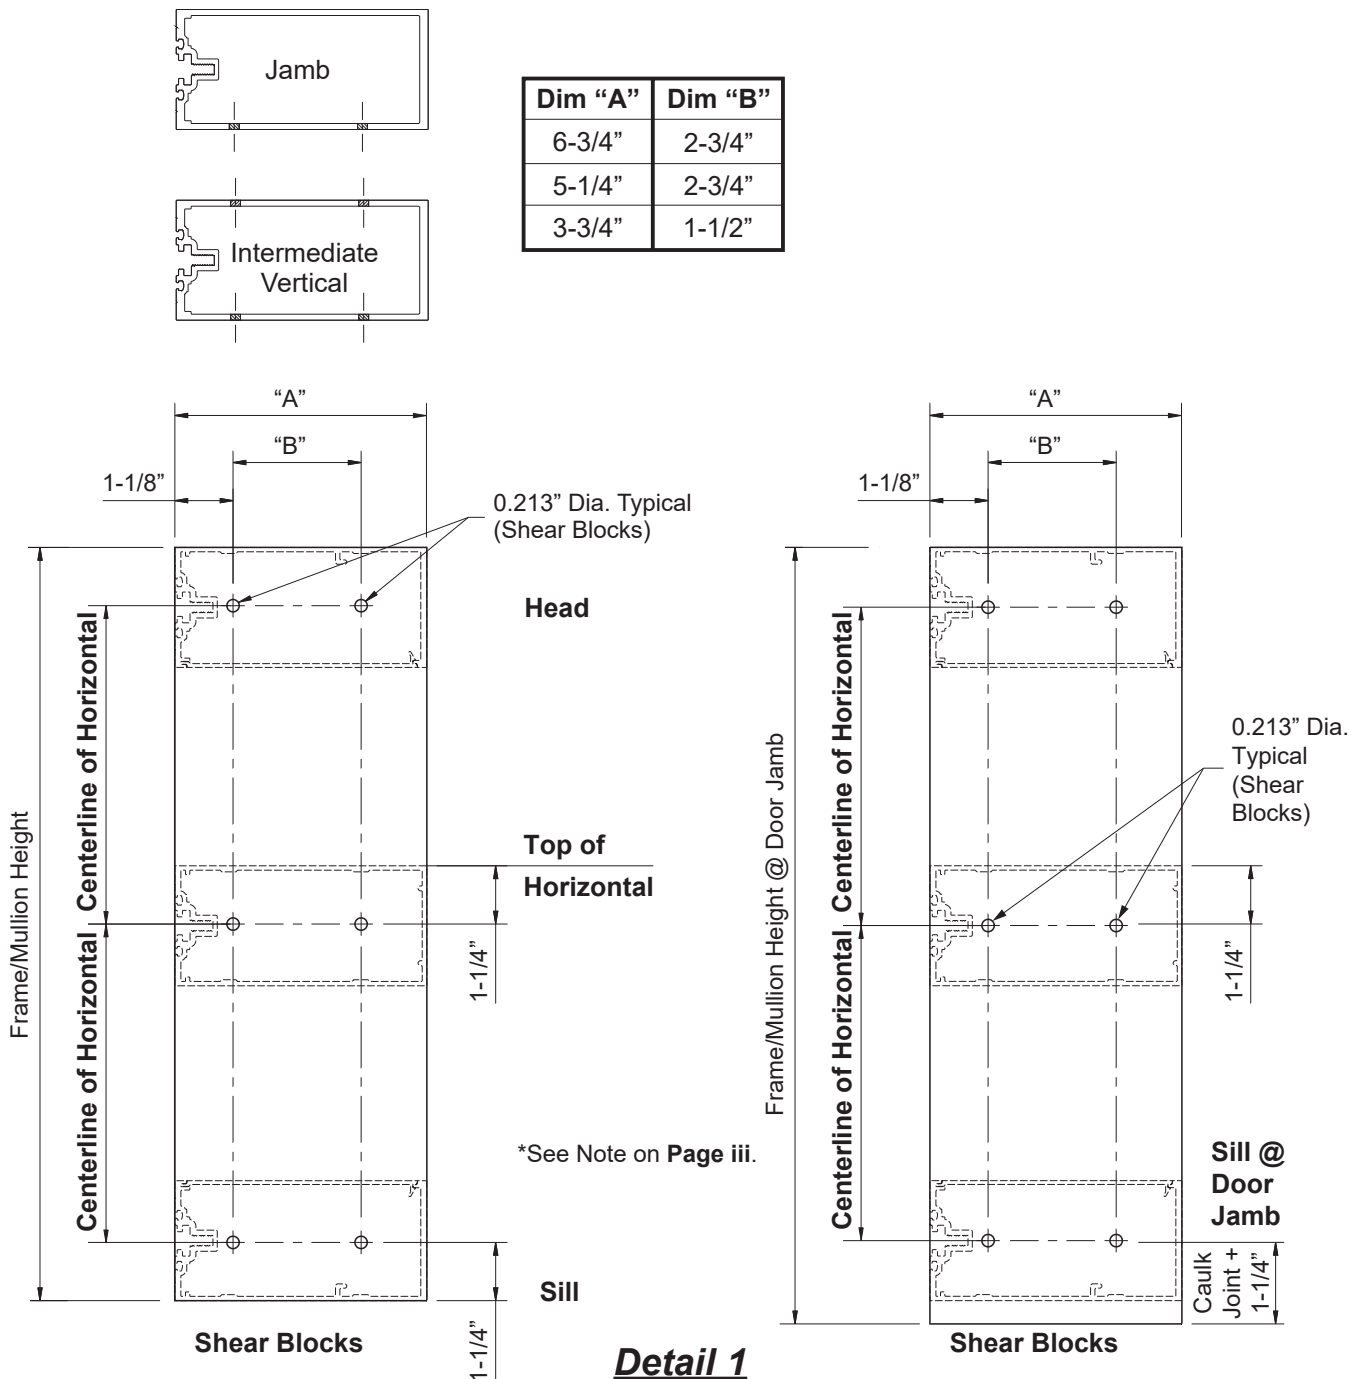 Jamb
Dim “A” Dim “B”
6-3/4” 2-3/4”
5-1/4” 2-3/4”
3-3/4” 1-1/2”
Intermediate
Vertical
“A”
“B”
1-1/8”
0.213” Dia. Typical
(Shear Blocks)
Head
Centerline of Horizontal
Frame/Mullion Height
Top of
Horizontal
1-1/4”
Centerline of Horizontal
*See Note on Page iii.
Sill
1-1/4”
Shear Blocks
“A”
“B”
1-1/8”
Centerline of Horizontal
Frame/Mullion Height @ Door Jamb
0.213” Dia.
Typical
(Shear
Blocks)
1-1/4”
Centerline of Horizontal
Sill @
Door
Jamb
Caulk
Joint +
1-1/4”
Shear Blocks
Detail 1